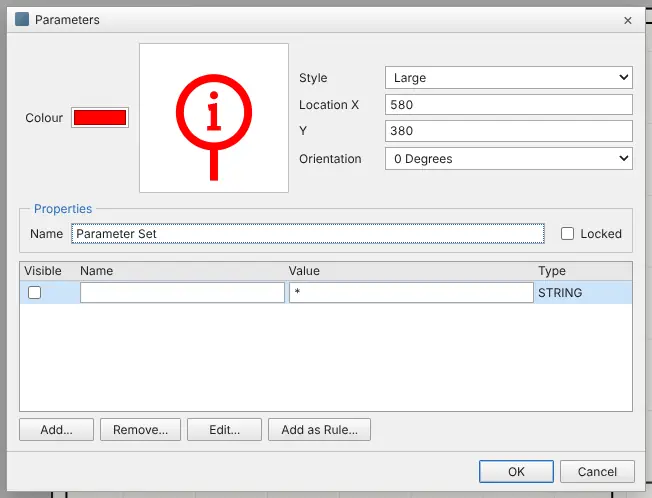 Parameters
×
Colour
i
Style
Large
Location X
580
Y
380
Orientation
0 Degrees
Properties
Name
Parameter Set
Locked
Visible
Name
Value
Type
*
STRING
Add...
Remove...
Edit...
Add as Rule...
OK
Cancel